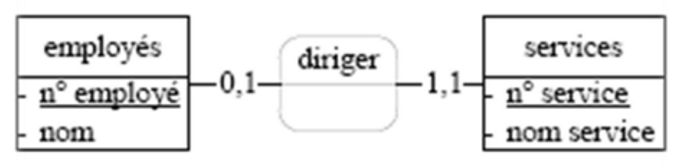 employés
- n° employé
- nom
0,1
diriger
1,1
services
- n° service
- nom service